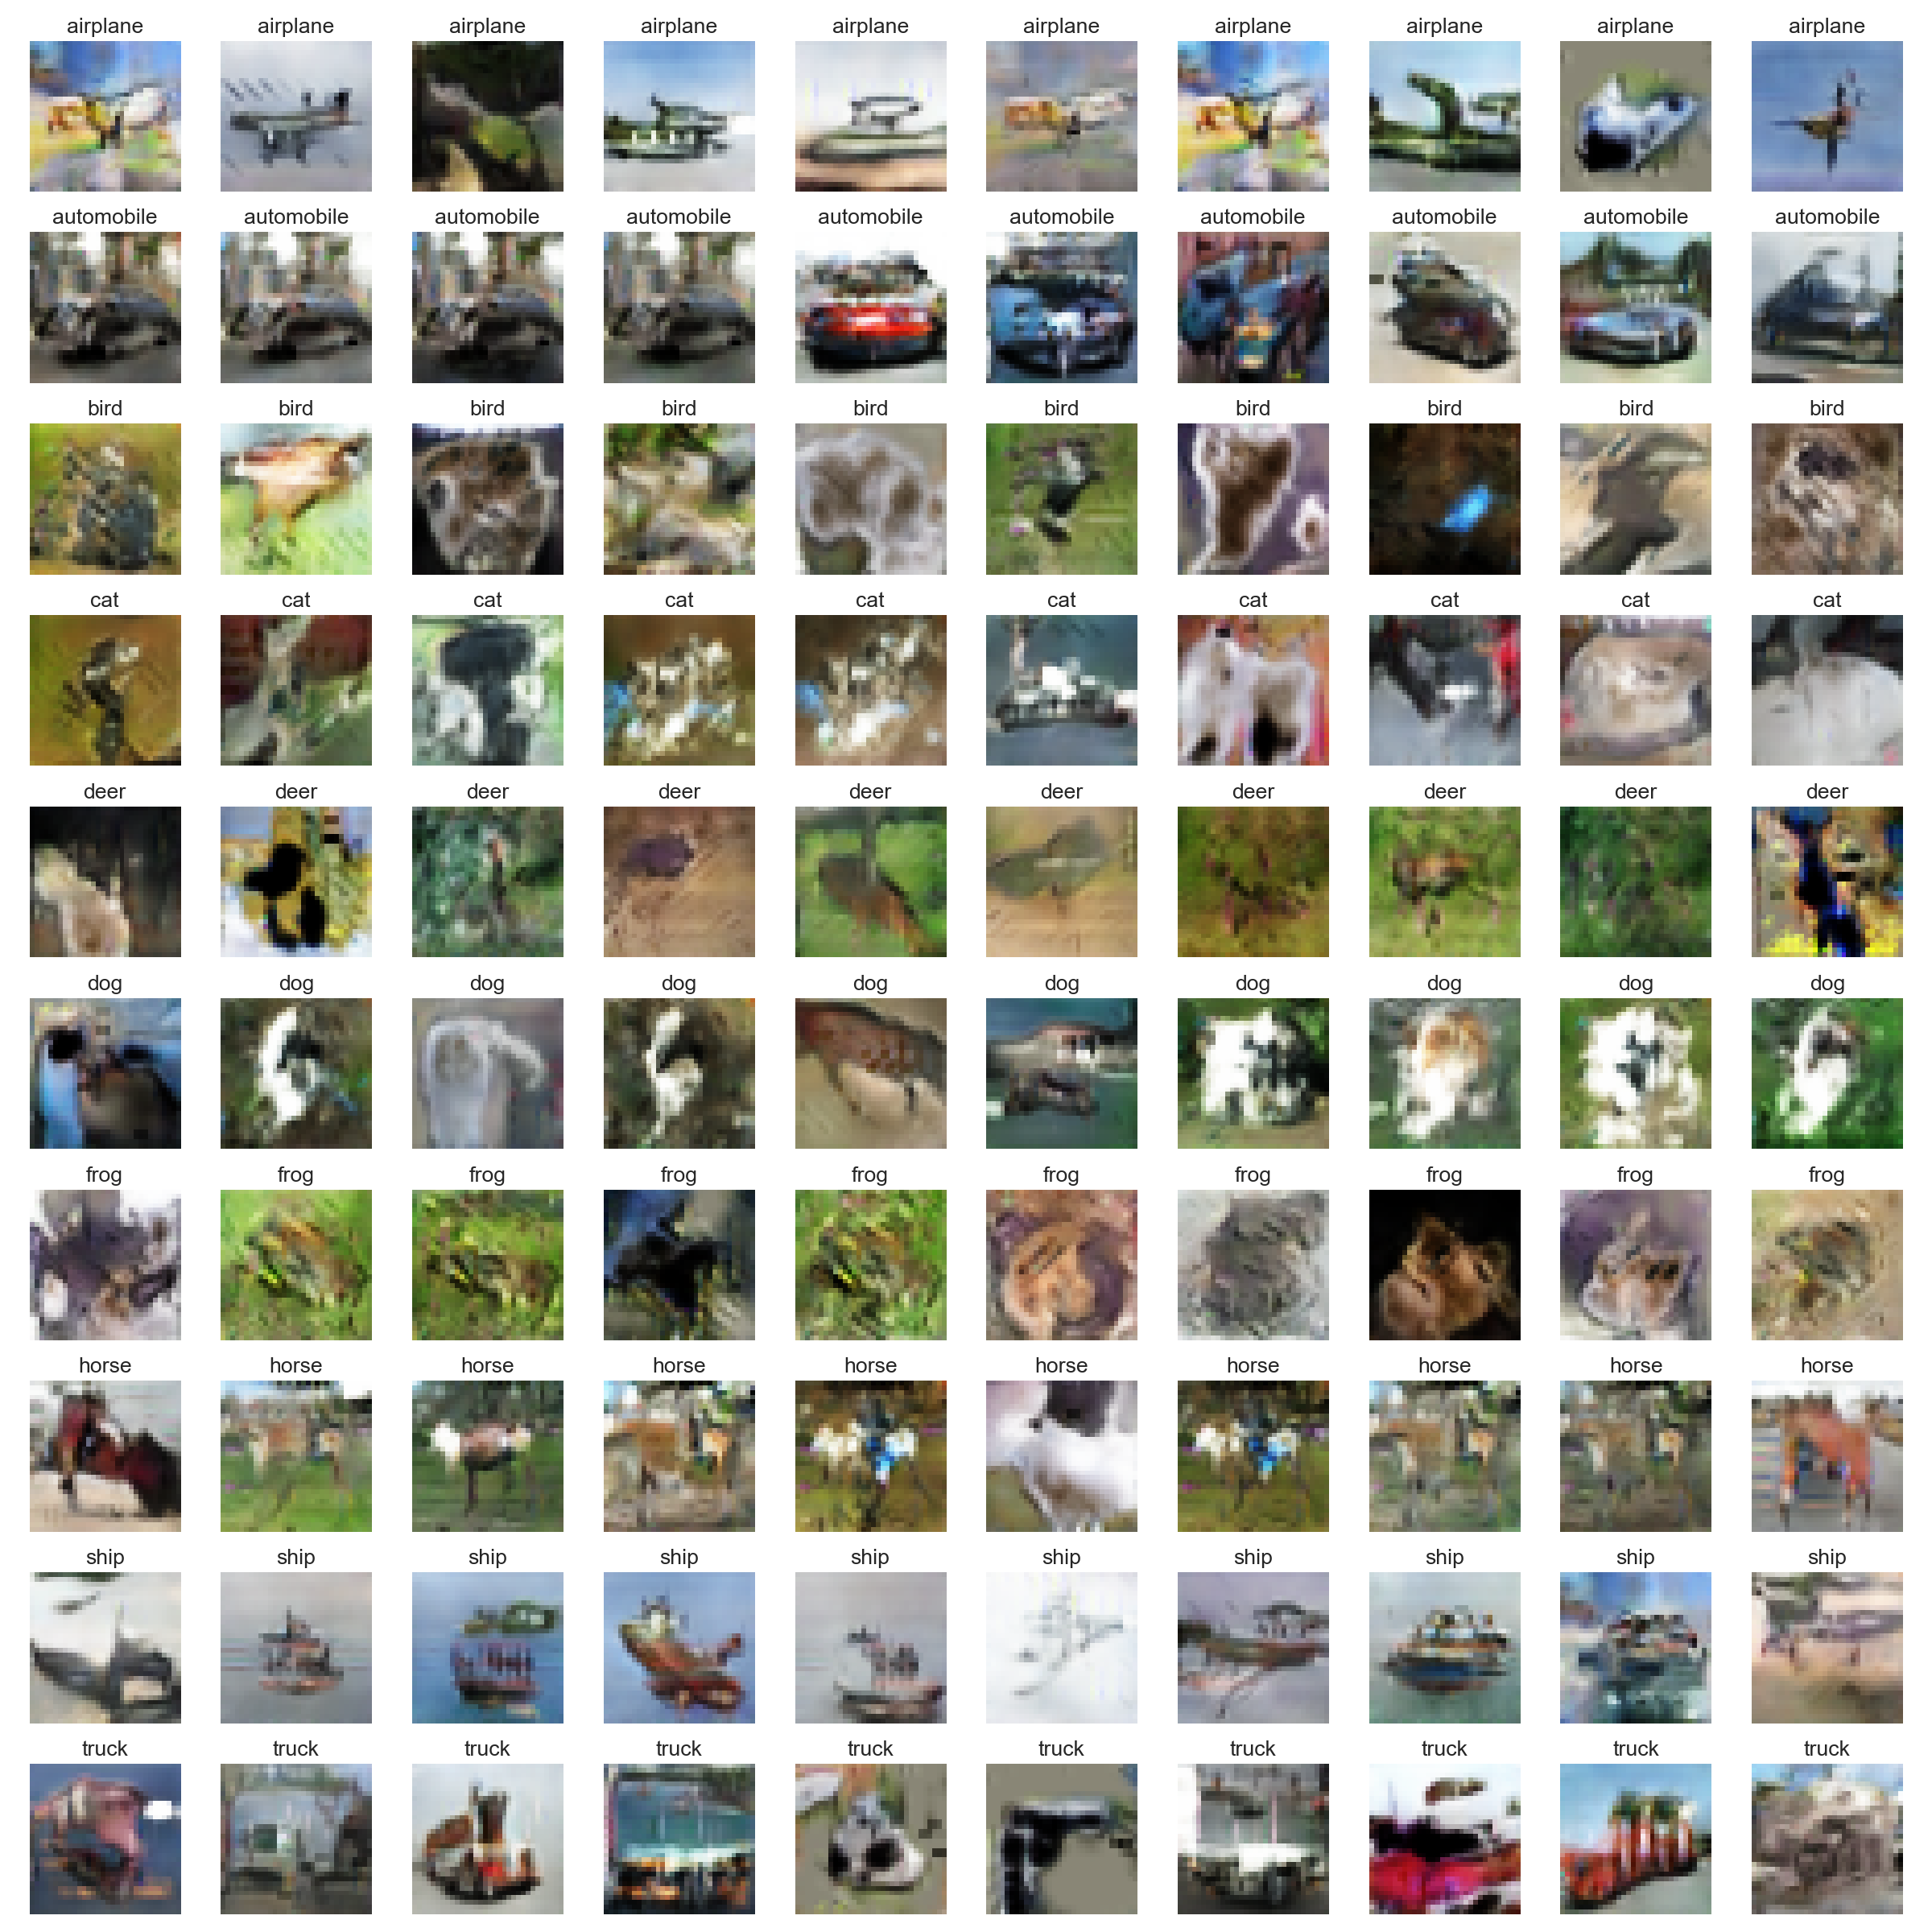 airplane airplane airplane airplane airplane airplane airplane airplane airplane airplane
automobile automobile automobile automobile automobile automobile automobile automobile automobile automobile
bird bird bird bird bird bird bird bird bird bird
cat cat cat cat cat cat cat cat cat cat
deer deer deer deer deer deer deer deer deer deer
dog dog dog dog dog dog dog dog dog dog
frog frog frog frog frog frog frog frog frog frog
horse horse horse horse horse horse horse horse horse horse
ship ship ship ship ship ship ship ship ship ship
truck truck truck truck truck truck truck truck truck truck